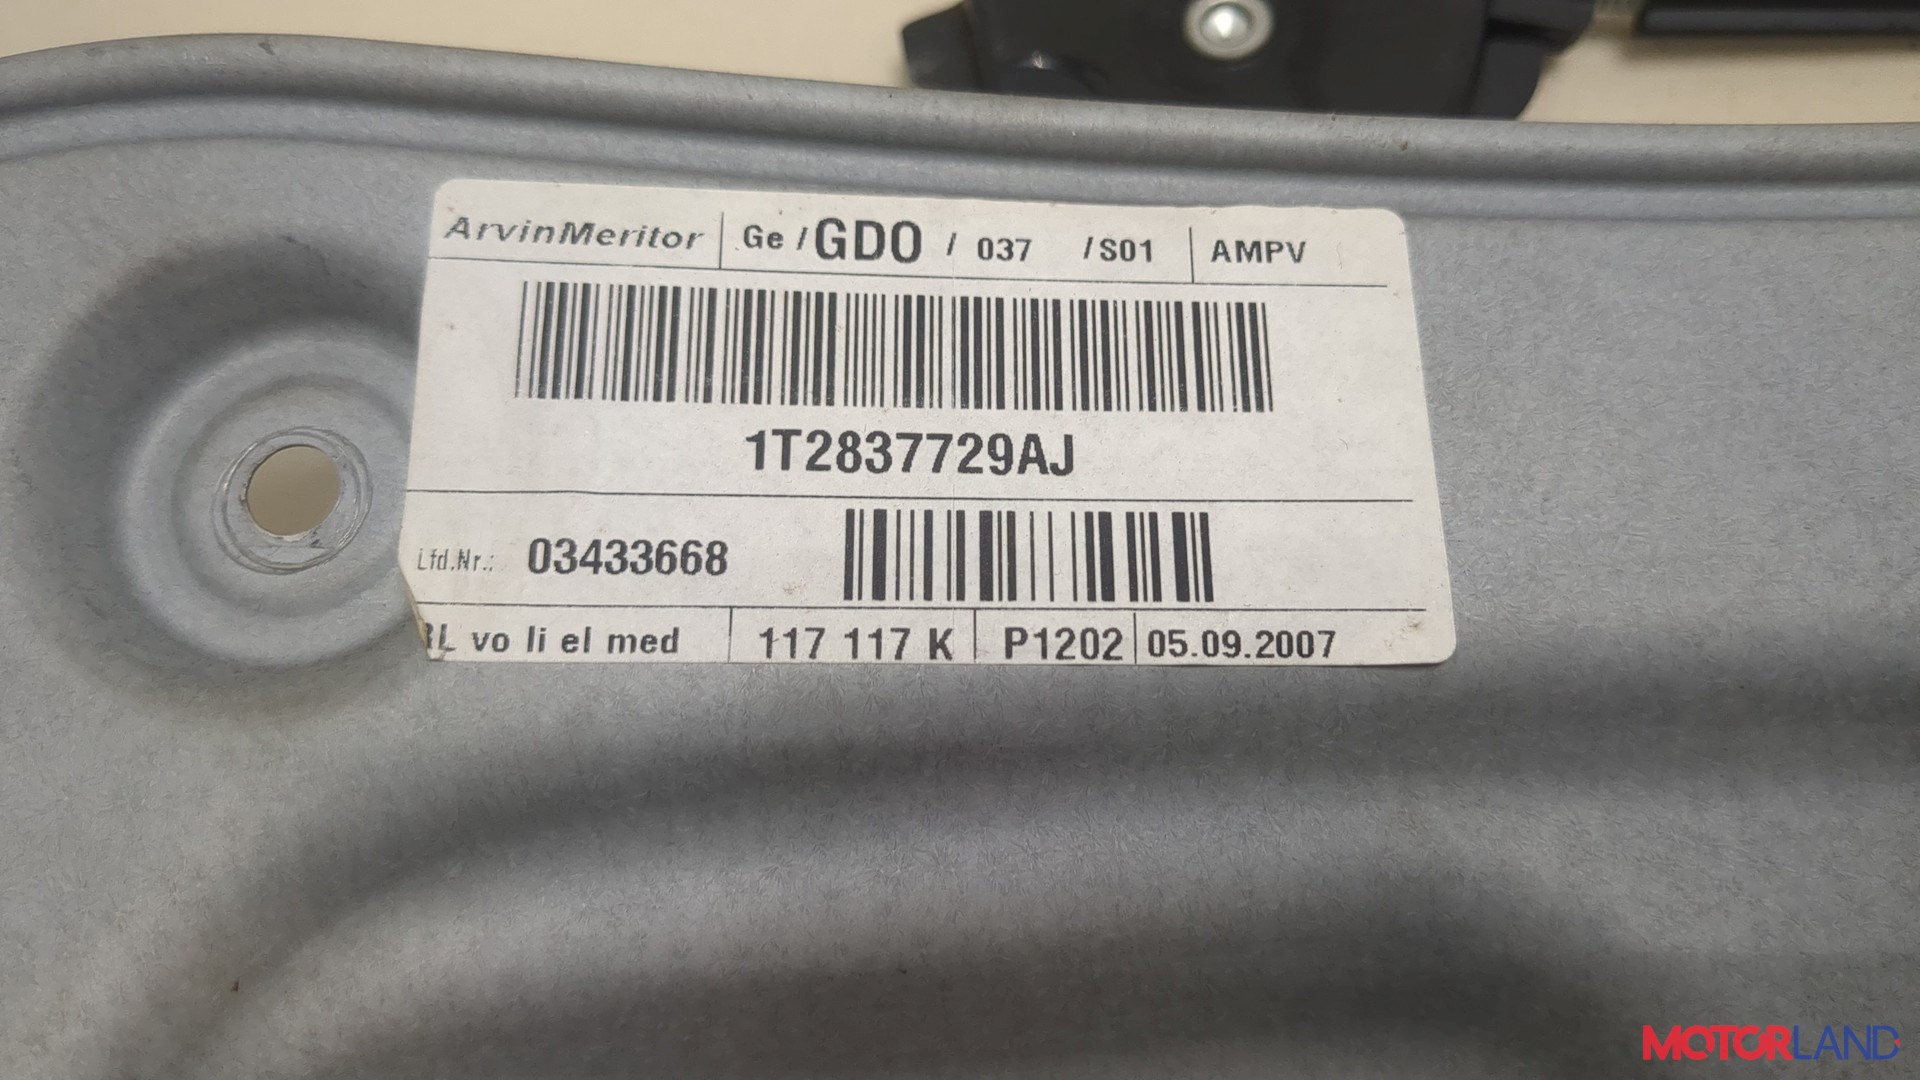 ArvinMeritor Ge / GDO / 037 / S01 AMPV
1T2837729AJ
Lfd.Nr.: 03433668
vo li el med 117 117 K P1202 05.09.2007
MOTORLAND